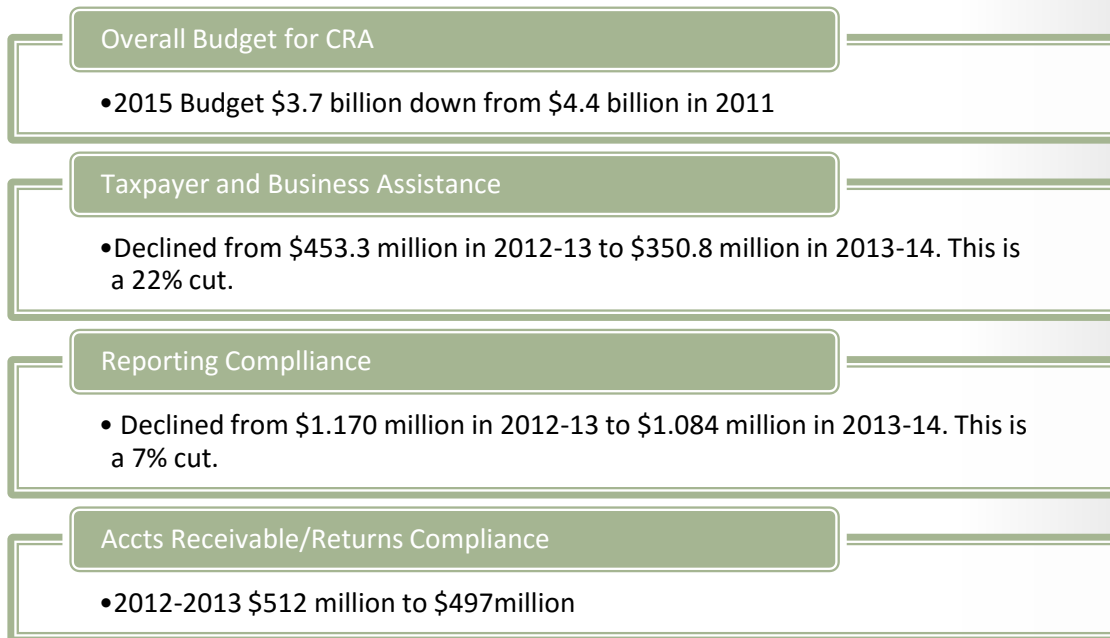 Overall Budget for CRA
•2015 Budget $3.7 billion down from $4.4 billion in 2011
Taxpayer and Business Assistance
•Declined from $453.3 million in 2012-13 to $350.8 million in 2013-14. This is
a 22% cut.
Reporting Complliance
• Declined from $1.170 million in 2012-13 to $1.084 million in 2013-14. This is
a 7% cut.
Accts Receivable/Returns Compliance
•2012-2013 $512 million to $497million